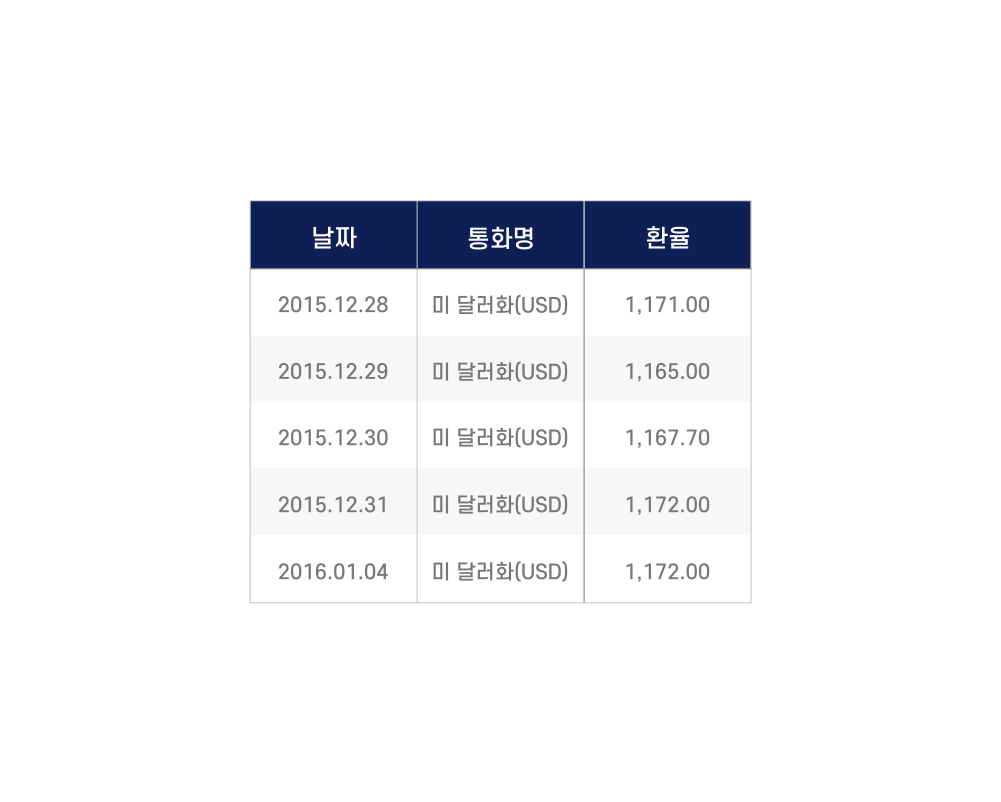 날짜 통화명 환율
2015.12.28 미 달러화(USD) 1,171.00
2015.12.29 미 달러화(USD) 1,165.00
2015.12.30 미 달러화(USD) 1,167.70
2015.12.31 미 달러화(USD) 1,172.00
2016.01.04 미 달러화(USD) 1,172.00